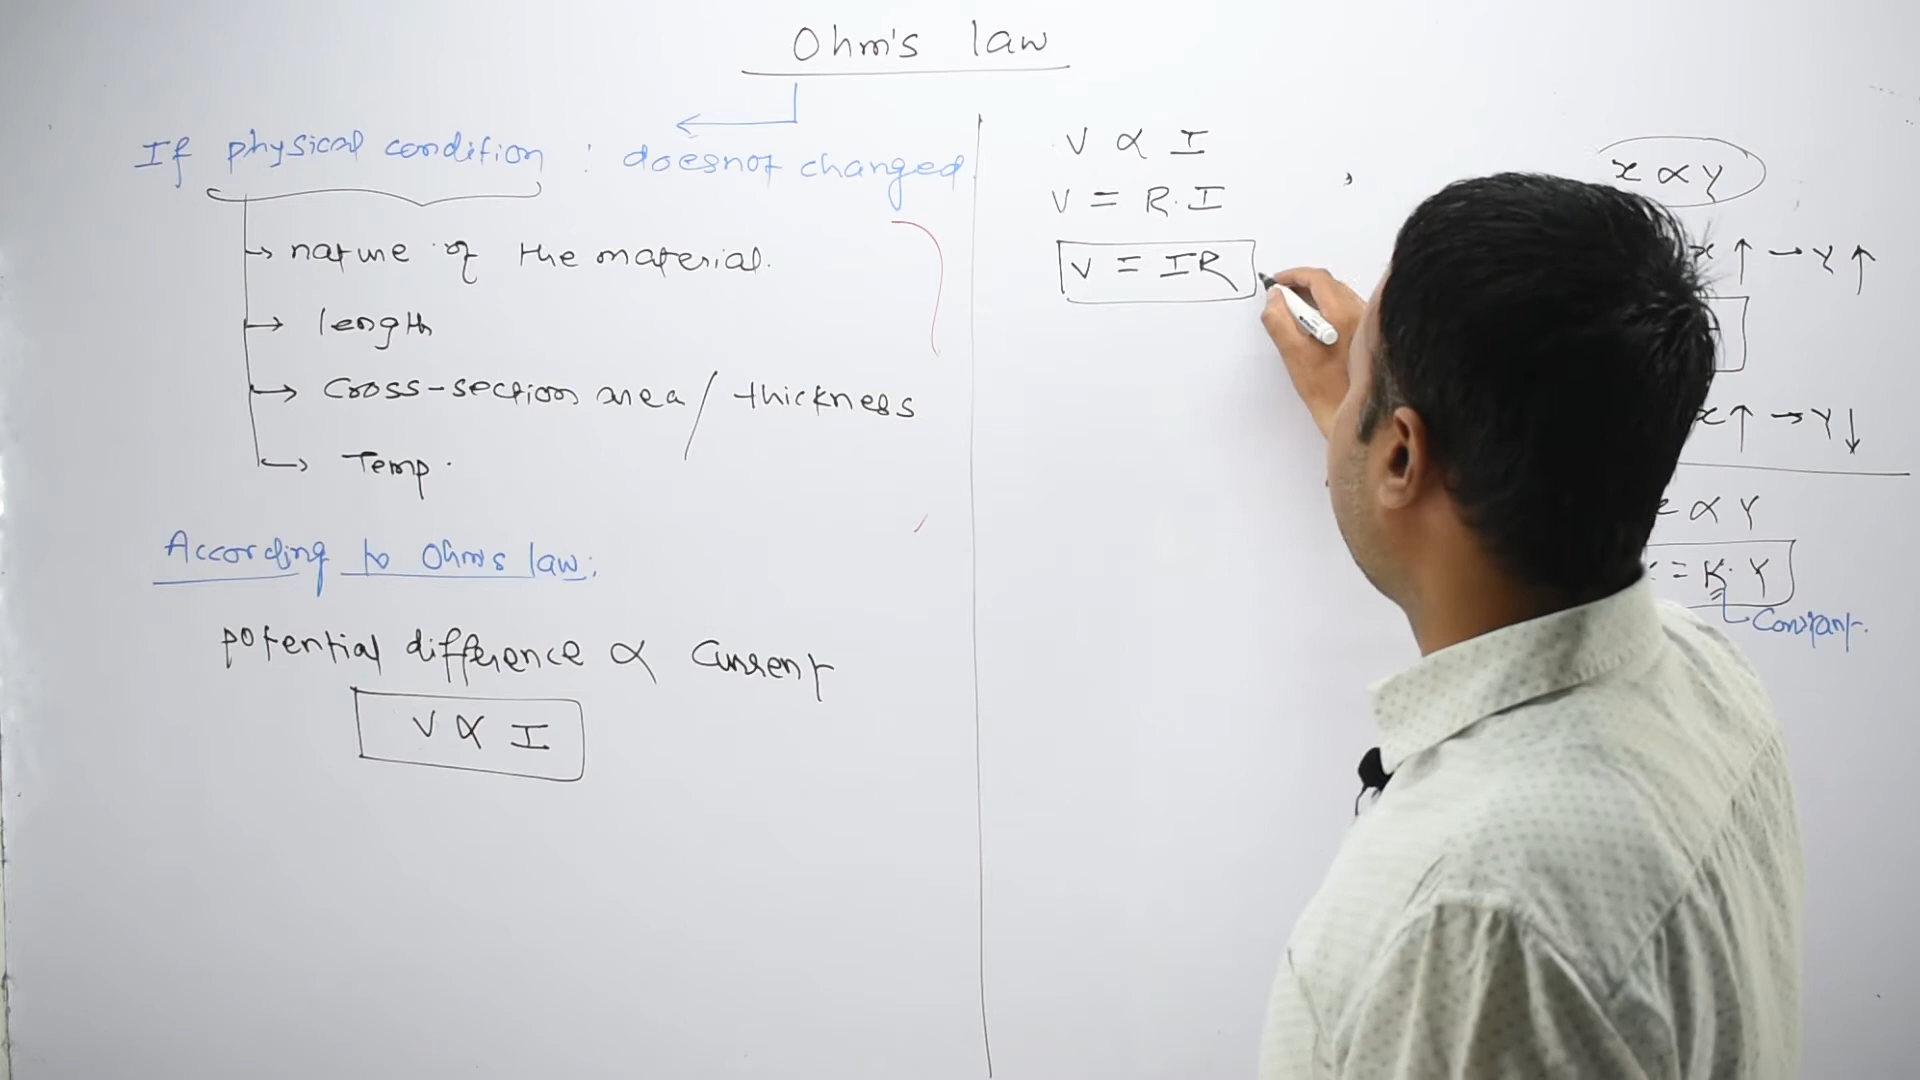 Ohm's law
If physical condition : doesnot changed.
nature of the material.
length
Cross-section area / thickness
Temp.
According to Ohm's law:
potential difference ∝ Current
V ∝ I
V ∝ I
V = R.I
V = IR
,
x ∝ Y
x ↑ → Y ↑
x ↑ → Y ↓
∝ Y
= K. Y
Constant.